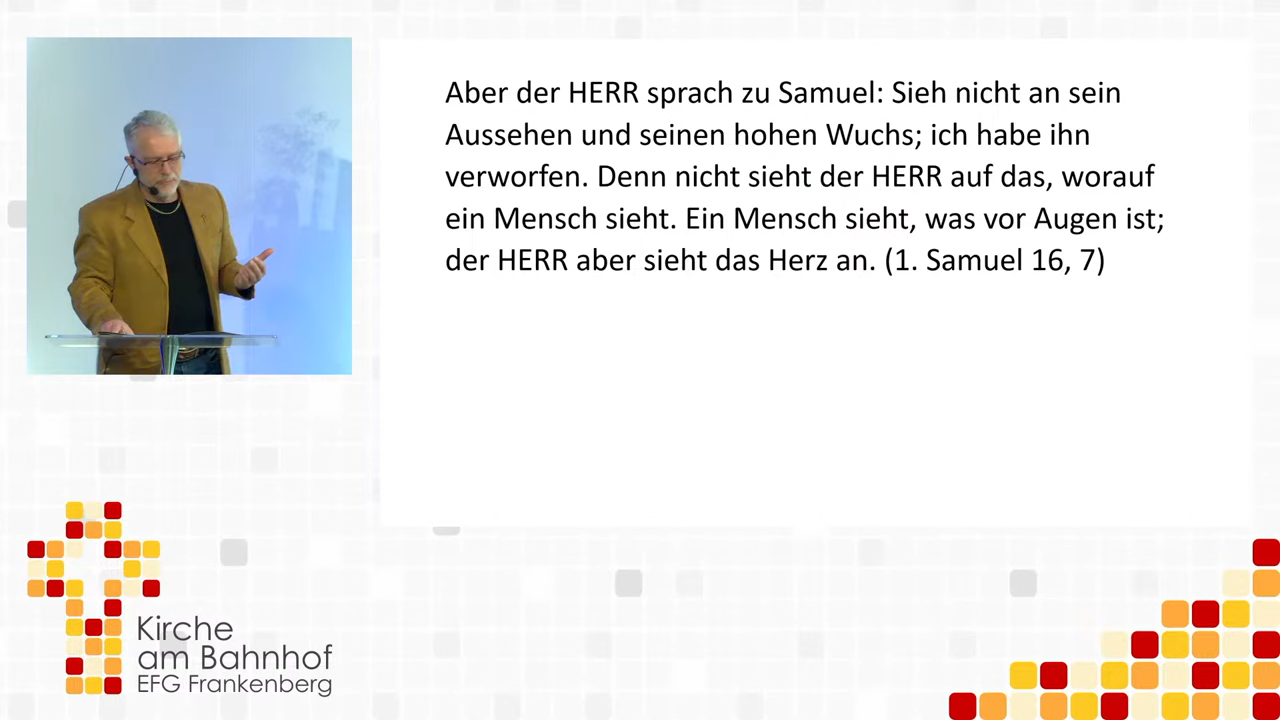 Aber der HERR sprach zu Samuel: Sieh nicht an sein
Aussehen und seinen hohen Wuchs; ich habe ihn
verworfen. Denn nicht sieht der HERR auf das, worauf
ein Mensch sieht. Ein Mensch sieht, was vor Augen ist;
der HERR aber sieht das Herz an. (1. Samuel 16, 7)
Kirche
am Bahnhof
EFG Frankenberg